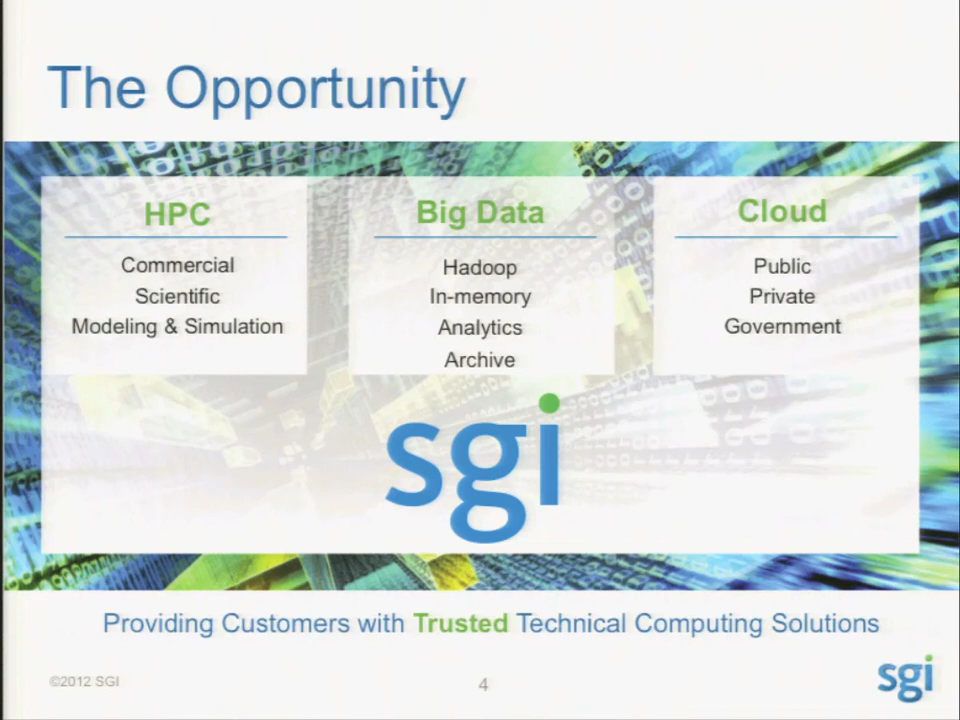 The Opportunity
HPC
Commercial
Scientific
Modeling & Simulation
Big Data
Hadoop
In-memory
Analytics
Archive
Cloud
Public
Private
Government
sgi
Providing Customers with Trusted Technical Computing Solutions
©2012 SGI
4
sgi